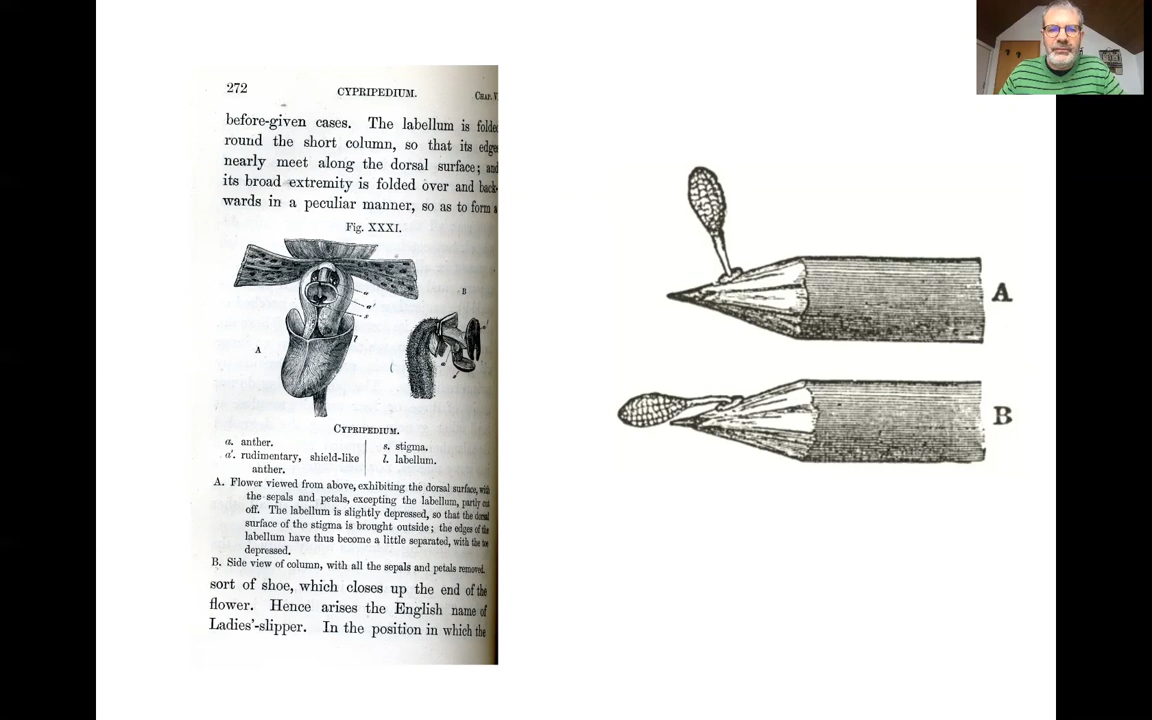 272
CYPRIPEDIUM.
CHAP. V
before-given cases. The labellum is folded
round the short column, so that its edge
nearly meet along the dorsal surface; and
its broad extremity is folded over and back-
wards in a peculiar manner, so as to form a
Fig. XXXI.
B
a
a'
s
l
A
CYPRIPEDIUM.
a. anther.
a'. rudimentary, shield-like
anther.
s. stigma.
l. labellum.
A. Flower viewed from above, exhibiting the dorsal surface, with
the sepals and petals, excepting the labellum, partly cut
off. The labellum is slightly depressed, so that the dorsal
surface of the stigma is brought outside; the edges of the
labellum have thus become a little separated, with the toe
depressed.
B. Side view of column, with all the sepals and petals removed.
sort of shoe, which closes up the end of the
flower. Hence arises the English name of
Ladies'-slipper. In the position in which the
A
B